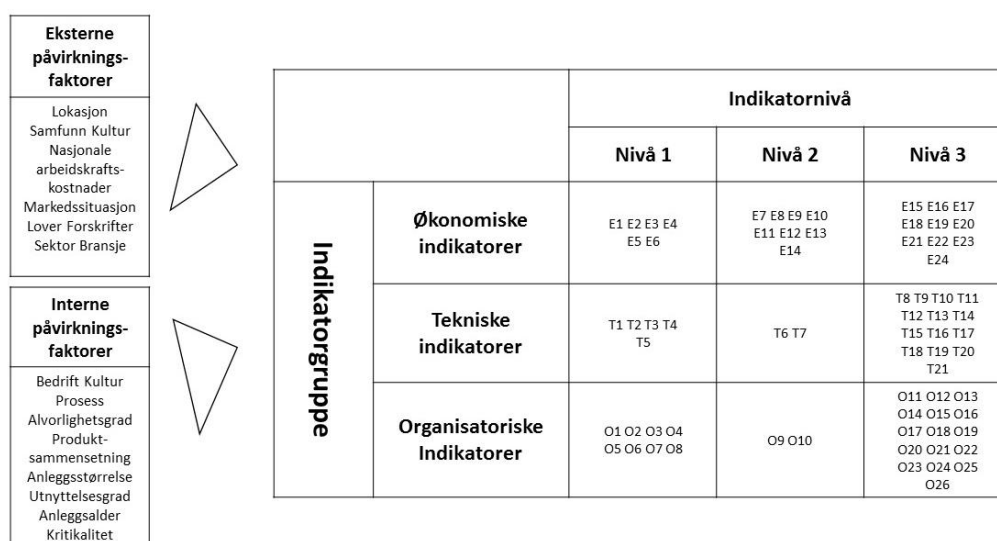 Eksterne
påvirknings-
faktorer
Lokasjon
Samfunn Kultur
Nasjonale
arbeidskrafts-
kostnader
Markedssituasjon
Lover Forskrifter
Sektor Bransje
Interne
påvirknings-
faktorer
Bedrift Kultur
Prosess
Alvorlighetsgrad
Produkt-
sammensetning
Anleggsstørrelse
Utnyttelsesgrad
Anleggsalder
Kritikalitet
Indikatornivå
Nivå 1
Nivå 2
Nivå 3
Indikatorgruppe
Økonomiske
indikatorer
E1 E2 E3 E4
E5 E6
E7 E8 E9 E10
E11 E12 E13
E14
E15 E16 E17
E18 E19 E20
E21 E22 E23
E24
Tekniske
indikatorer
T1 T2 T3 T4
T5
T6 T7
T8 T9 T10 T11
T12 T13 T14
T15 T16 T17
T18 T19 T20
T21
Organisatoriske
Indikatorer
O1 O2 O3 O4
O5 O6 O7 O8
O9 O10
O11 O12 O13
O14 O15 O16
O17 O18 O19
O20 O21 O22
O23 O24 O25
O26